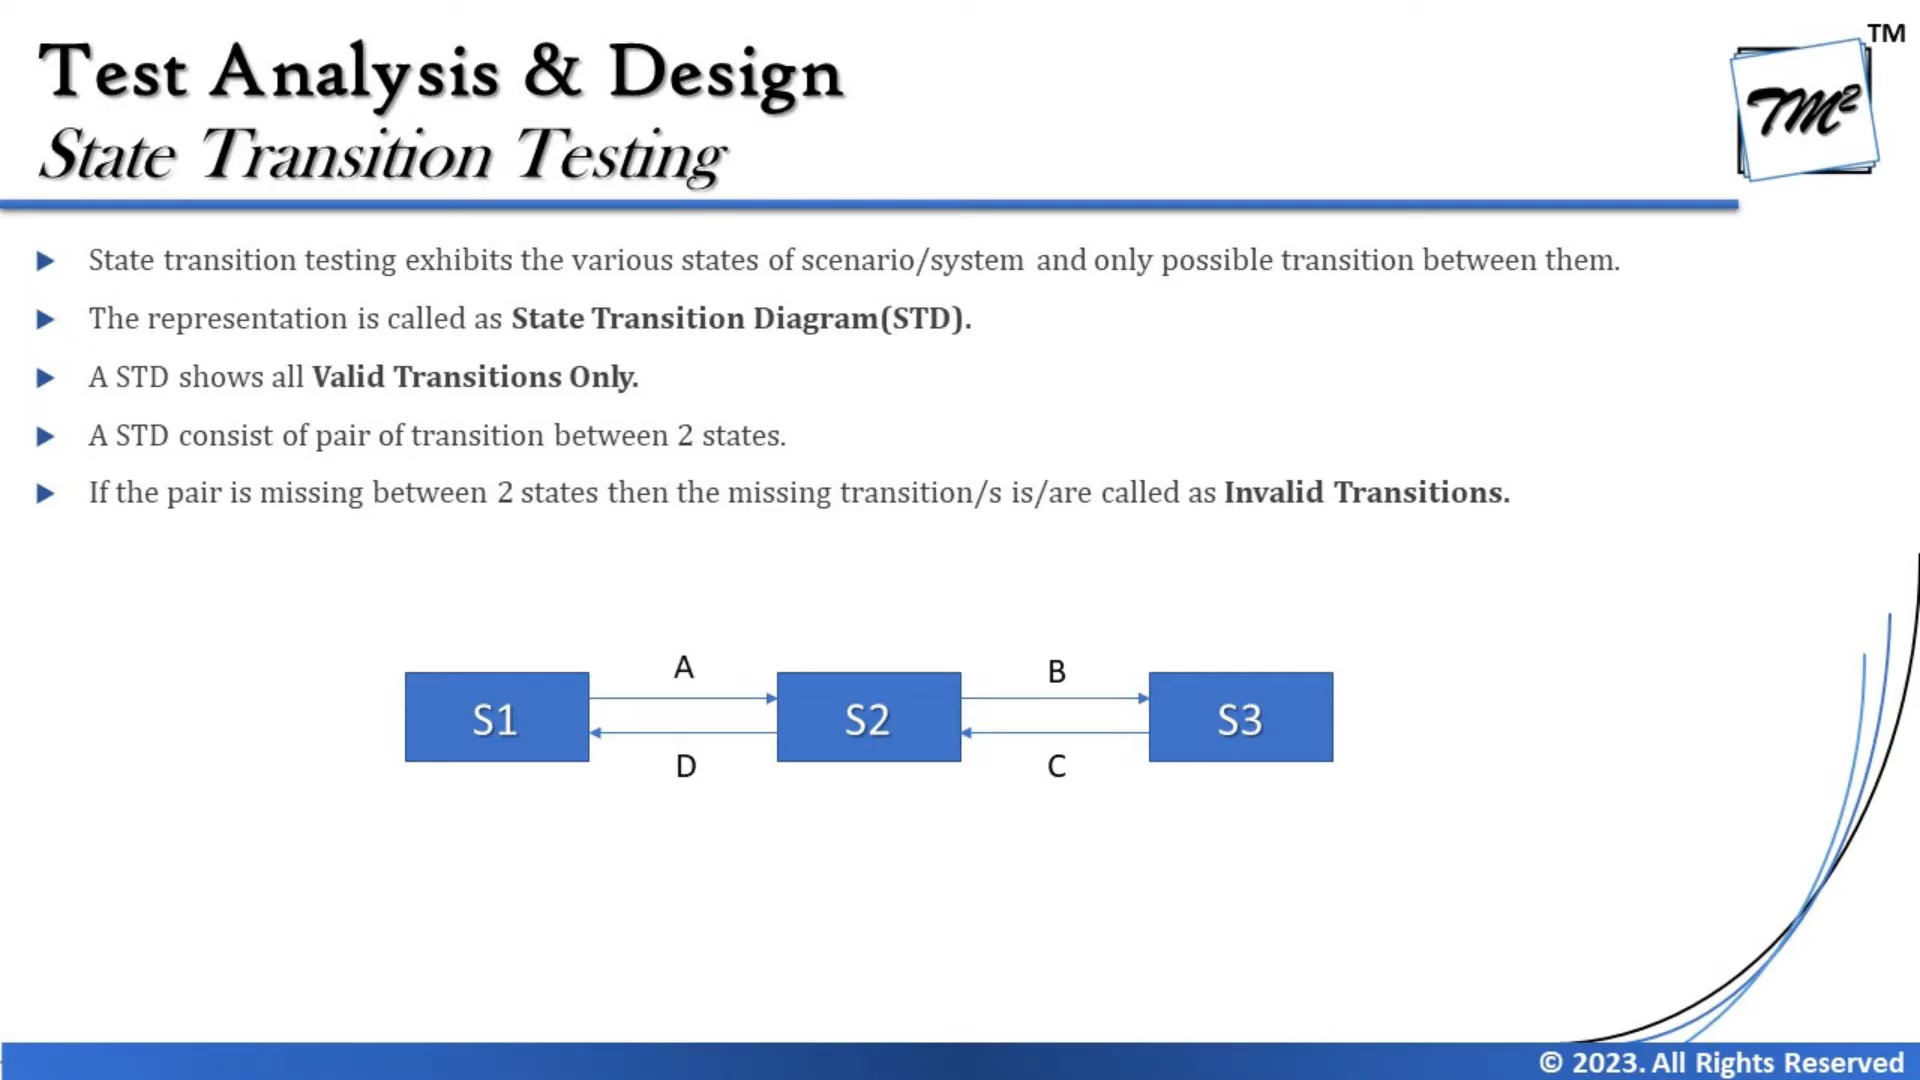 TM
Test Analysis & Design
TM²
State Transition Testing
State transition testing exhibits the various states of scenario/system and only possible transition between them.
The representation is called as State Transition Diagram(STD).
A STD shows all Valid Transitions Only.
A STD consist of pair of transition between 2 states.
If the pair is missing between 2 states then the missing transition/s is/are called as Invalid Transitions.
A B
S1 S2 S3
D C
© 2023. All Rights Reserved